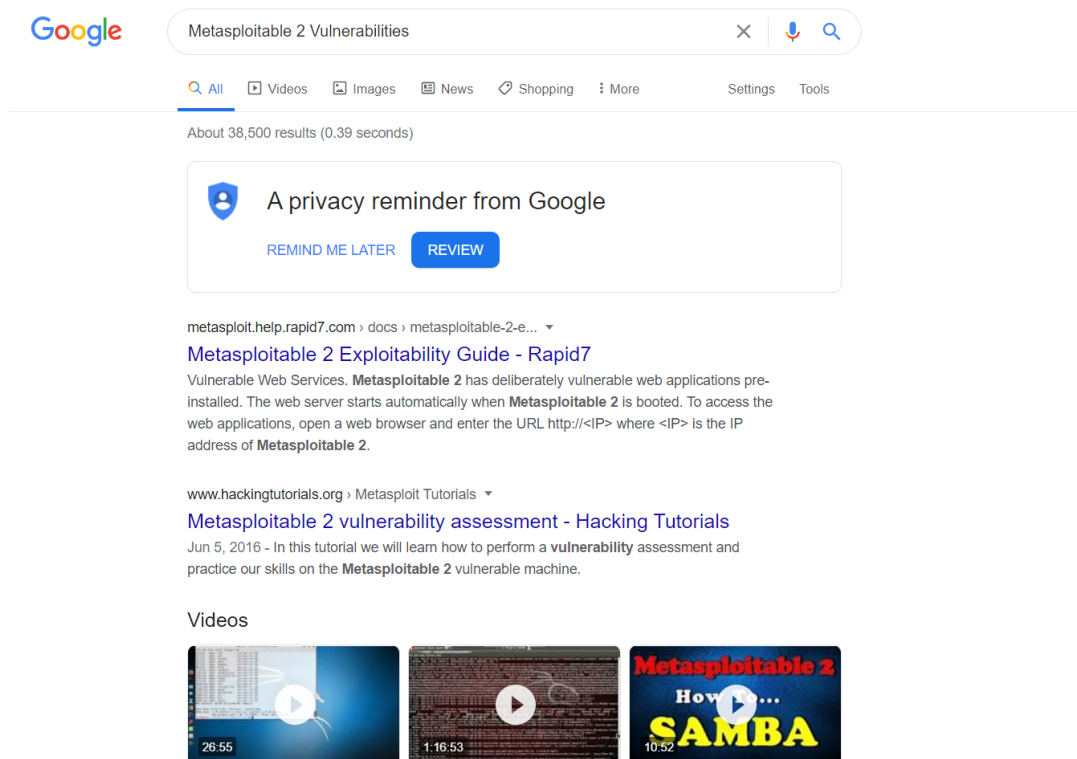 Google
Metasploitable 2 Vulnerabilities
All Videos Images News Shopping More Settings Tools
About 38,500 results (0.39 seconds)
A privacy reminder from Google
REMIND ME LATER REVIEW
metasploit.help.rapid7.com › docs › metasploitable-2-e...
Metasploitable 2 Exploitability Guide - Rapid7
Vulnerable Web Services. Metasploitable 2 has deliberately vulnerable web applications pre-
installed. The web server starts automatically when Metasploitable 2 is booted. To access the
web applications, open a web browser and enter the URL http://<IP> where <IP> is the IP
address of Metasploitable 2.
www.hackingtutorials.org › Metasploit Tutorials
Metasploitable 2 vulnerability assessment - Hacking Tutorials
Jun 5, 2016 - In this tutorial we will learn how to perform a vulnerability assessment and
practice our skills on the Metasploitable 2 vulnerable machine.
Videos
26:55
1:16:53
Metasploitable 2
How To...
SAMBA
10:52